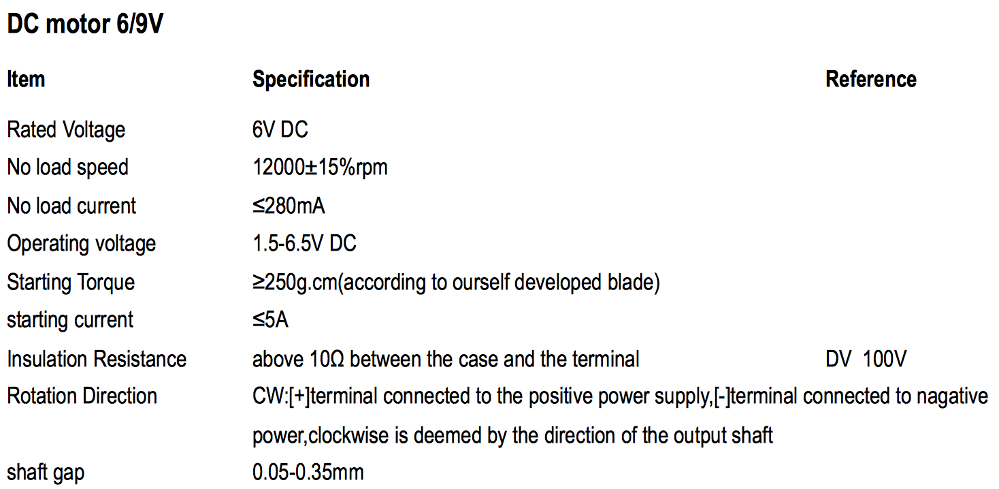 DC motor 6/9V
Item Specification Reference
Rated Voltage 6V DC
No load speed 12000±15%rpm
No load current ≤280mA
Operating voltage 1.5-6.5V DC
Starting Torque ≥250g.cm(according to ourself developed blade)
starting current ≤5A
Insulation Resistance above 10Ω between the case and the terminal DV 100V
Rotation Direction CW:[+]terminal connected to the positive power supply,[-]terminal connected to nagative
power,clockwise is deemed by the direction of the output shaft
shaft gap 0.05-0.35mm